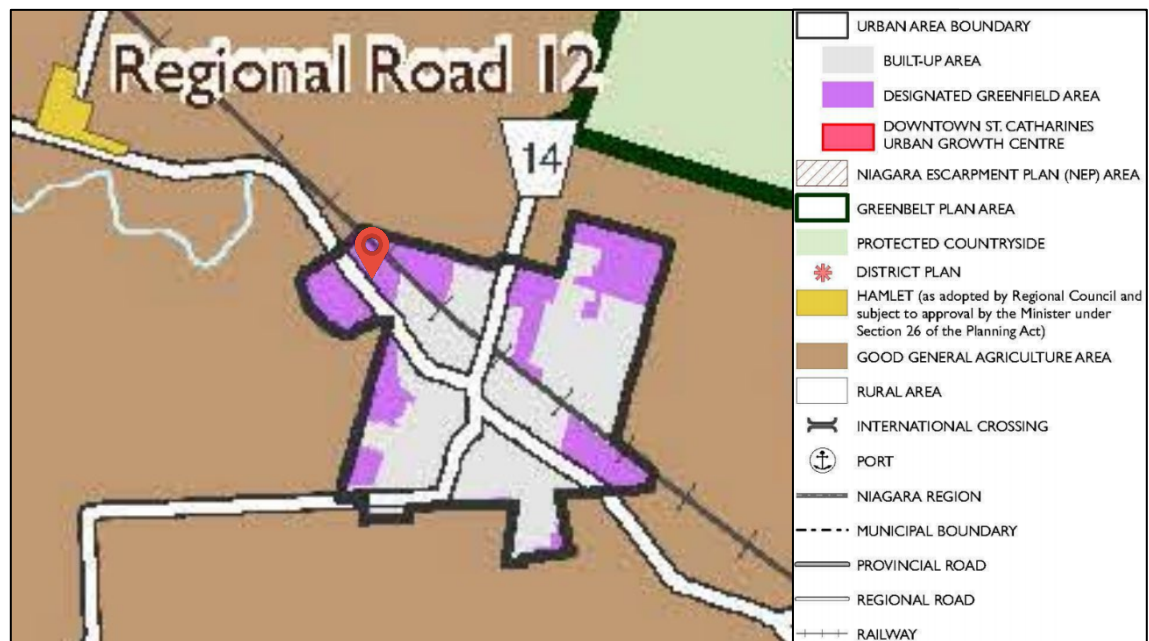 Regional Road 12
14
URBAN AREA BOUNDARY
BUILT-UP AREA
DESIGNATED GREENFIELD AREA
DOWNTOWN ST. CATHARINES
URBAN GROWTH CENTRE
NIAGARA ESCARPMENT PLAN (NEP) AREA
GREENBELT PLAN AREA
PROTECTED COUNTRYSIDE
DISTRICT PLAN
HAMLET (as adopted by Regional Council and
subject to approval by the Minister under
Section 26 of the Planning Act)
GOOD GENERAL AGRICULTURE AREA
RURAL AREA
INTERNATIONAL CROSSING
PORT
NIAGARA REGION
MUNICIPAL BOUNDARY
PROVINCIAL ROAD
REGIONAL ROAD
RAILWAY